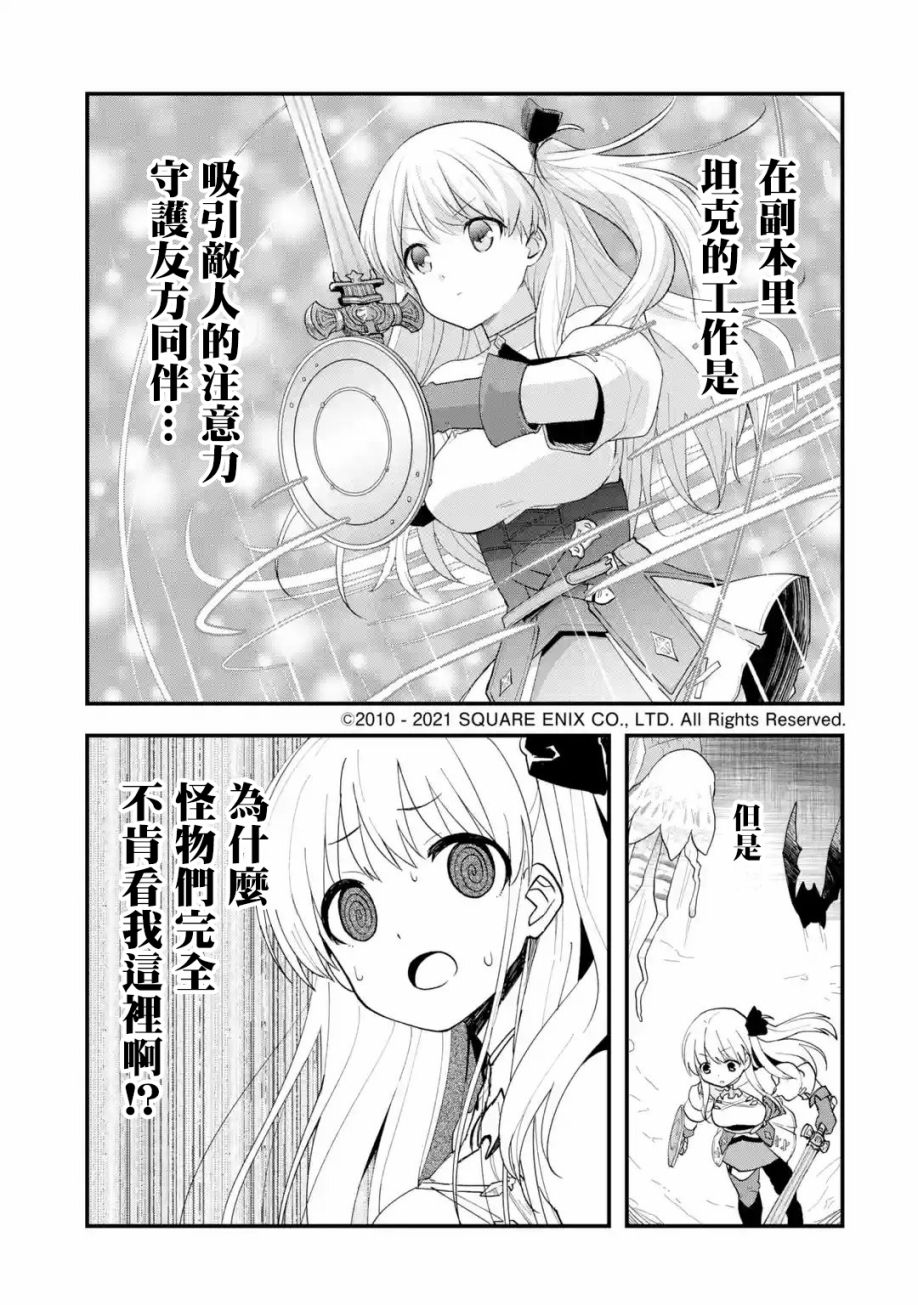 在副本里
坦克的工作是
吸引敵人的注意力
守護友方同伴…
©2010 - 2021 SQUARE ENIX CO., LTD. All Rights Reserved.
但是
為什麼
怪物們完全
不肯看我這裡啊!?